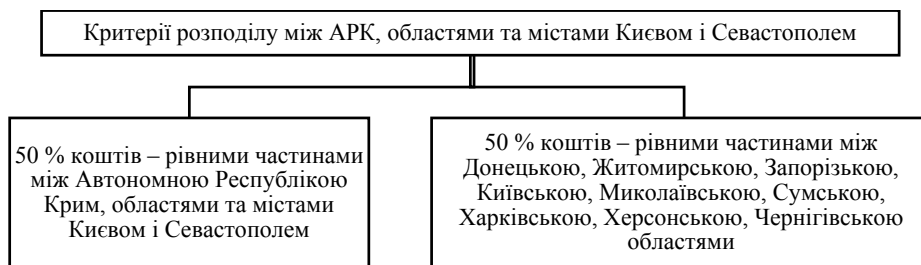 Критерії розподілу між АРК, областями та містами Києвом і Севастополем
50 % коштів – рівними частинами
між Автономною Республікою
Крим, областями та містами
Києвом і Севастополем
50 % коштів – рівними частинами між
Донецькою, Житомирською, Запорізькою,
Київською, Миколаївською, Сумською,
Харківською, Херсонською, Чернігівською
областями